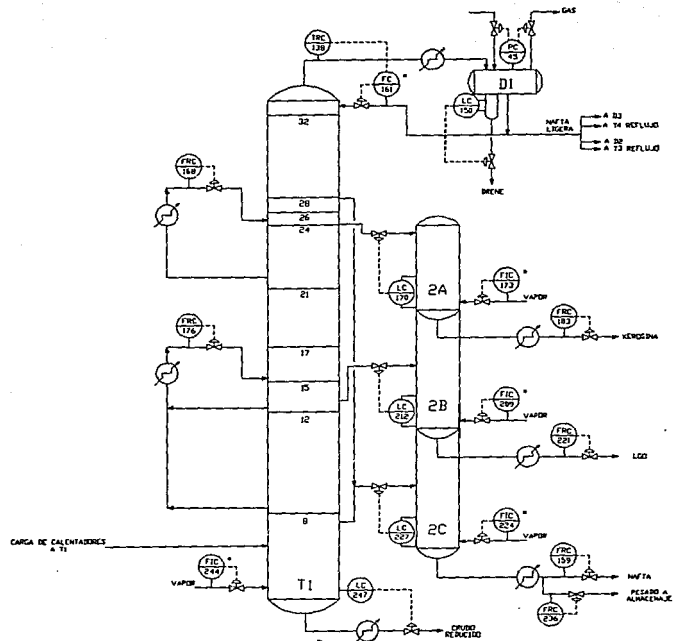 GAS
TRC
138
PC
45
D1
FC
161
*
LC
150
NAFTA
LIGERA
A D3
A T4 REFLUJO
A D2
A T3 REFLUJO
DRENE
32
FRC
168
28
26
24
21
2A
LC
170
FIC
173
*
VAPOR
FRC
183
KEROSINA
FRC
176
17
15
12
LC
212
2B
FIC
209
*
VAPOR
FRC
221
LGO
9
LC
227
2C
FIC
224
*
VAPOR
CARGA DE CALENTADORES
A T1
FIC
244
*
VAPOR
T1
LC
247
CRUDO
REDUCIDO
FRC
159
NAFTA
PESADO A
ALMACENAJE
FRC
236